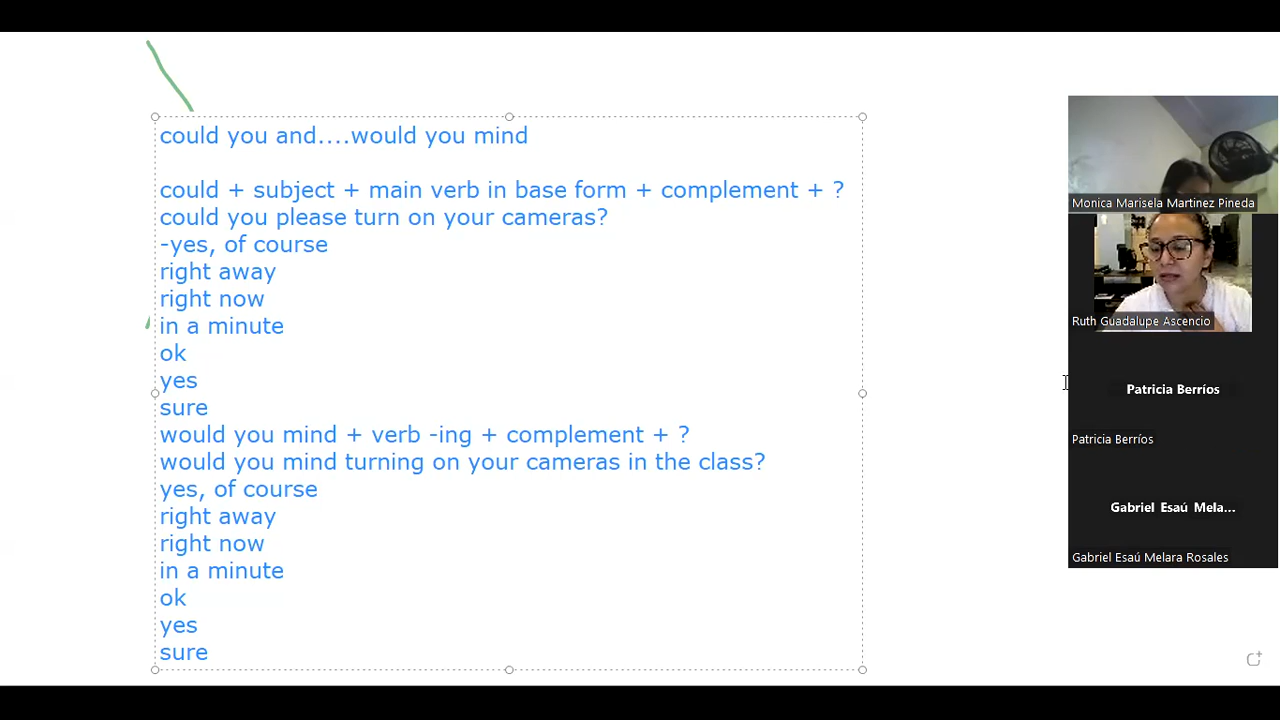 could you and....would you mind
could + subject + main verb in base form + complement + ?
could you please turn on your cameras?
-yes, of course
right away
right now
in a minute
ok
yes
sure
would you mind + verb -ing + complement + ?
would you mind turning on your cameras in the class?
yes, of course
right away
right now
in a minute
ok
yes
sure
Monica Marisela Martinez Pineda
Ruth Guadalupe Ascencio
Patricia Berríos
Patricia Berríos
Gabriel Esaú Mela...
Gabriel Esaú Melara Rosales